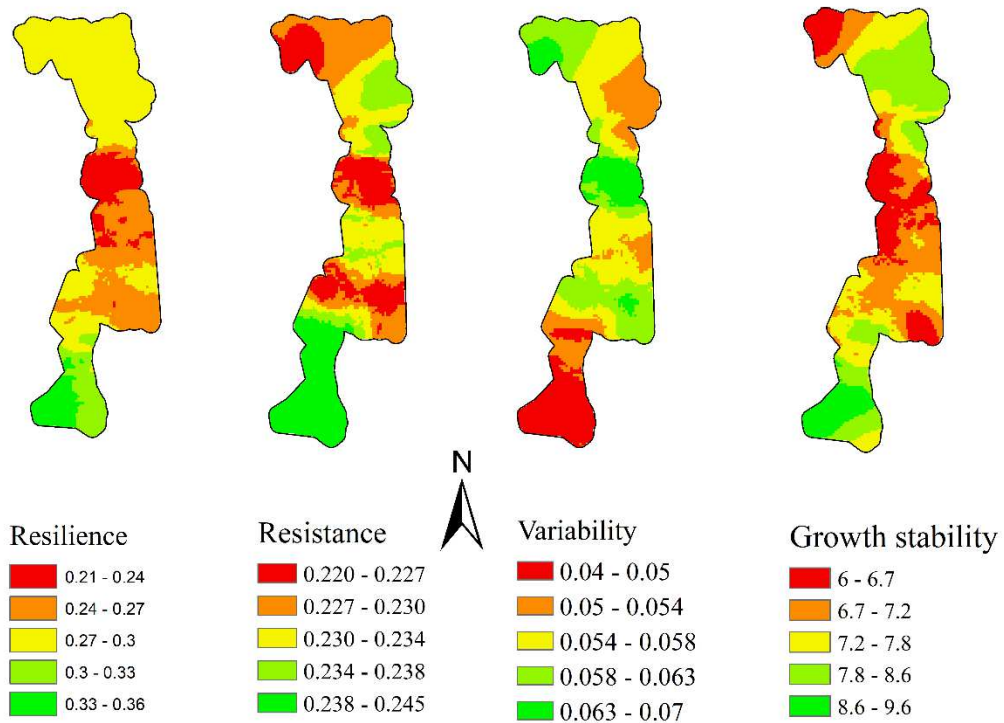 N
Resilience
0.21 - 0.24
0.24 - 0.27
0.27 - 0.3
0.3 - 0.33
0.33 - 0.36
Resistance
0.220 - 0.227
0.227 - 0.230
0.230 - 0.234
0.234 - 0.238
0.238 - 0.245
Variability
0.04 - 0.05
0.05 - 0.054
0.054 - 0.058
0.058 - 0.063
0.063 - 0.07
Growth stability
6 - 6.7
6.7 - 7.2
7.2 - 7.8
7.8 - 8.6
8.6 - 9.6